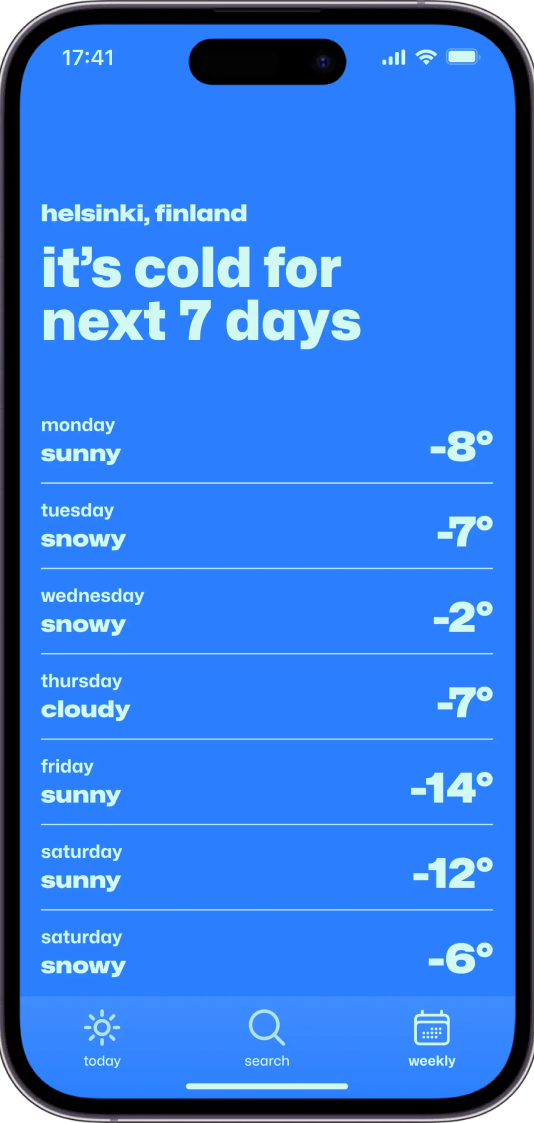 17:41
helsinki, finland
it’s cold for
next 7 days
monday
sunny
-8°
tuesday
snowy
-7°
wednesday
snowy
-2°
thursday
cloudy
-7°
friday
sunny
-14°
saturday
sunny
-12°
saturday
snowy
-6°
today
search
weekly